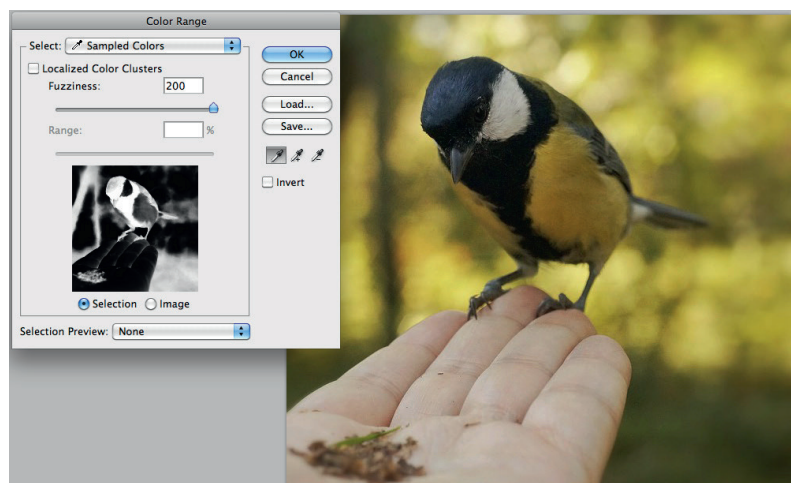 Color Range
Select: Sampled Colors
OK
Localized Color Clusters
Cancel
Fuzziness: 200
Load...
Range: %
Save...
Invert
Selection Image
Selection Preview: None